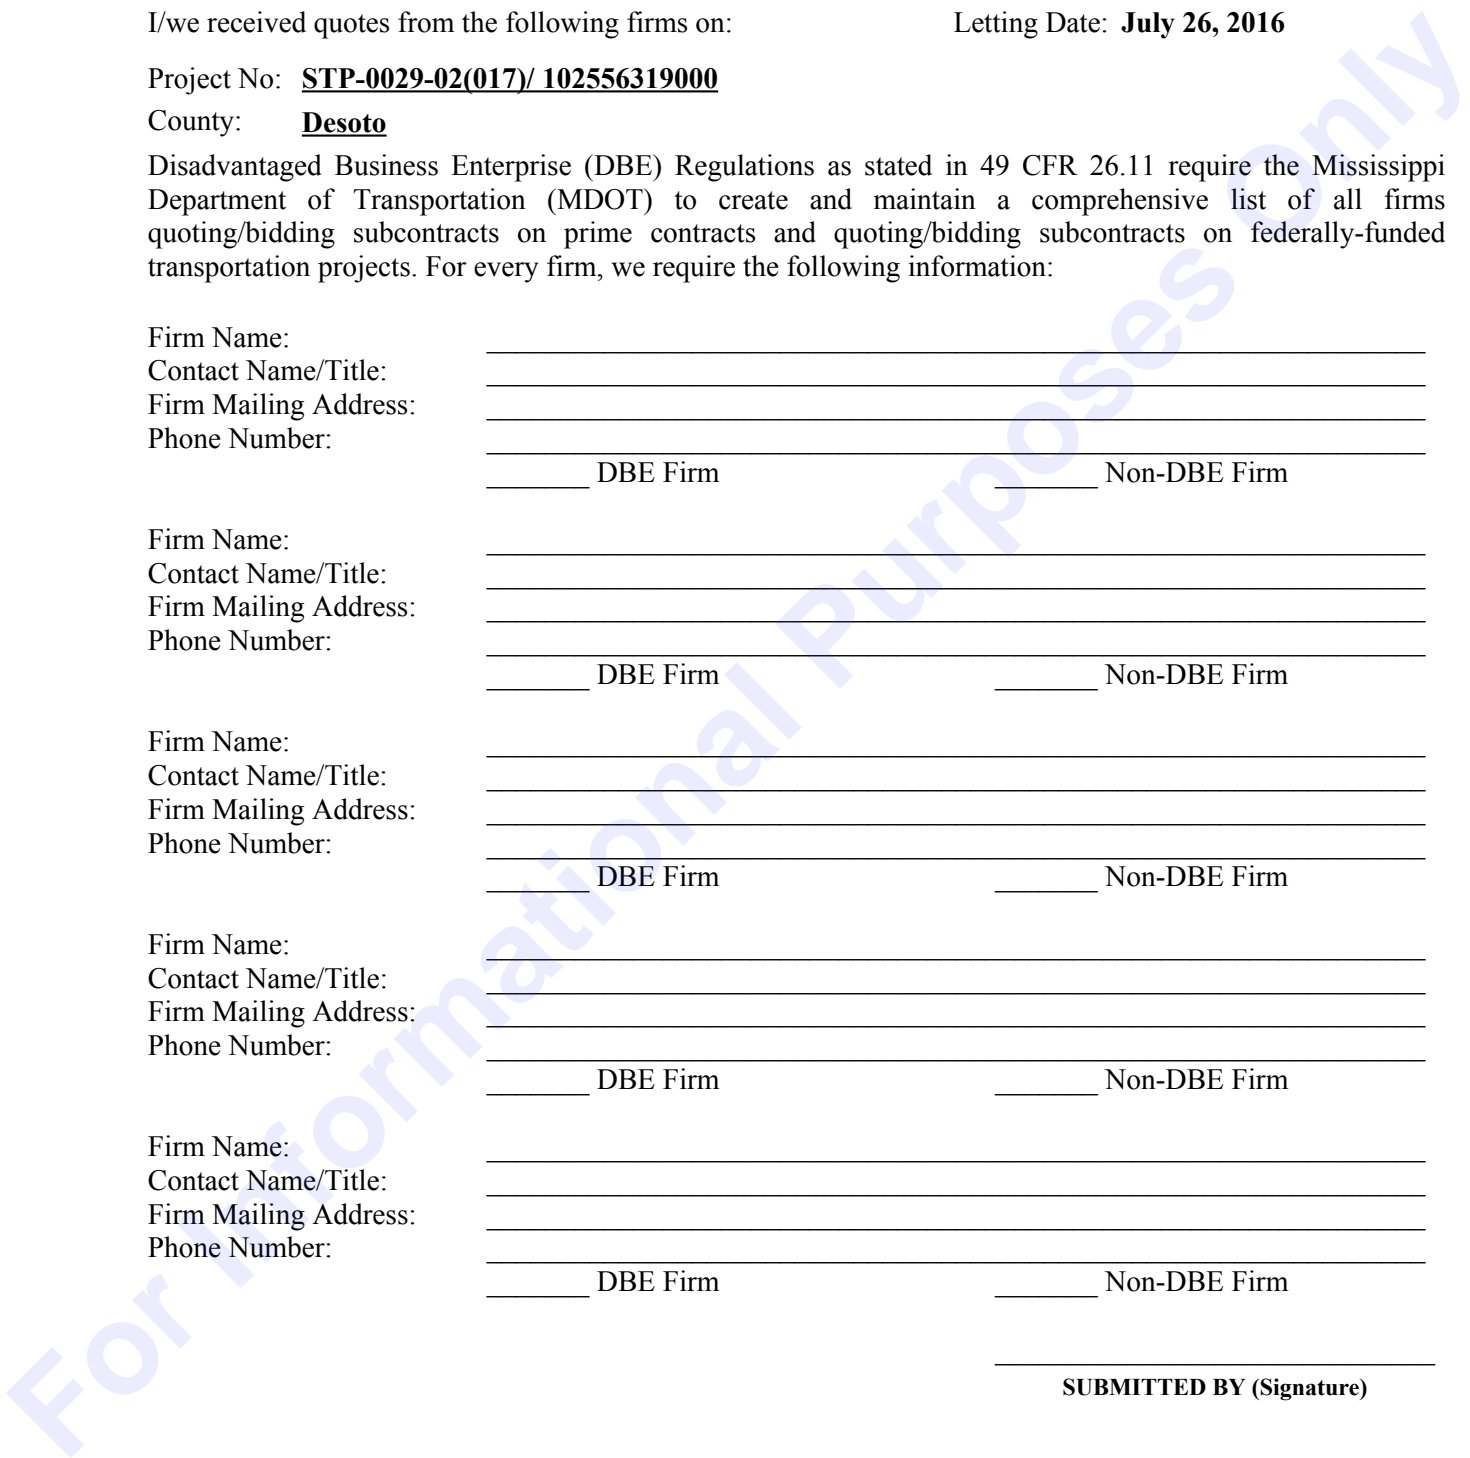 I/we received quotes from the following firms on: Letting Date: July 26, 2016
Project No: STP-0029-02(017)/ 102556319000
County: Desoto
Disadvantaged Business Enterprise (DBE) Regulations as stated in 49 CFR 26.11 require the Mississippi
Department of Transportation (MDOT) to create and maintain a comprehensive list of all firms
quoting/bidding subcontracts on prime contracts and quoting/bidding subcontracts on federally-funded
transportation projects. For every firm, we require the following information:
Firm Name:
Contact Name/Title:
Firm Mailing Address:
Phone Number:
DBE Firm Non-DBE Firm
Firm Name:
Contact Name/Title:
Firm Mailing Address:
Phone Number:
DBE Firm Non-DBE Firm
Firm Name:
Contact Name/Title:
Firm Mailing Address:
Phone Number:
DBE Firm Non-DBE Firm
Firm Name:
Contact Name/Title:
Firm Mailing Address:
Phone Number:
DBE Firm Non-DBE Firm
Firm Name:
Contact Name/Title:
Firm Mailing Address:
Phone Number:
DBE Firm Non-DBE Firm
SUBMITTED BY (Signature)
For Informational Purposes Only